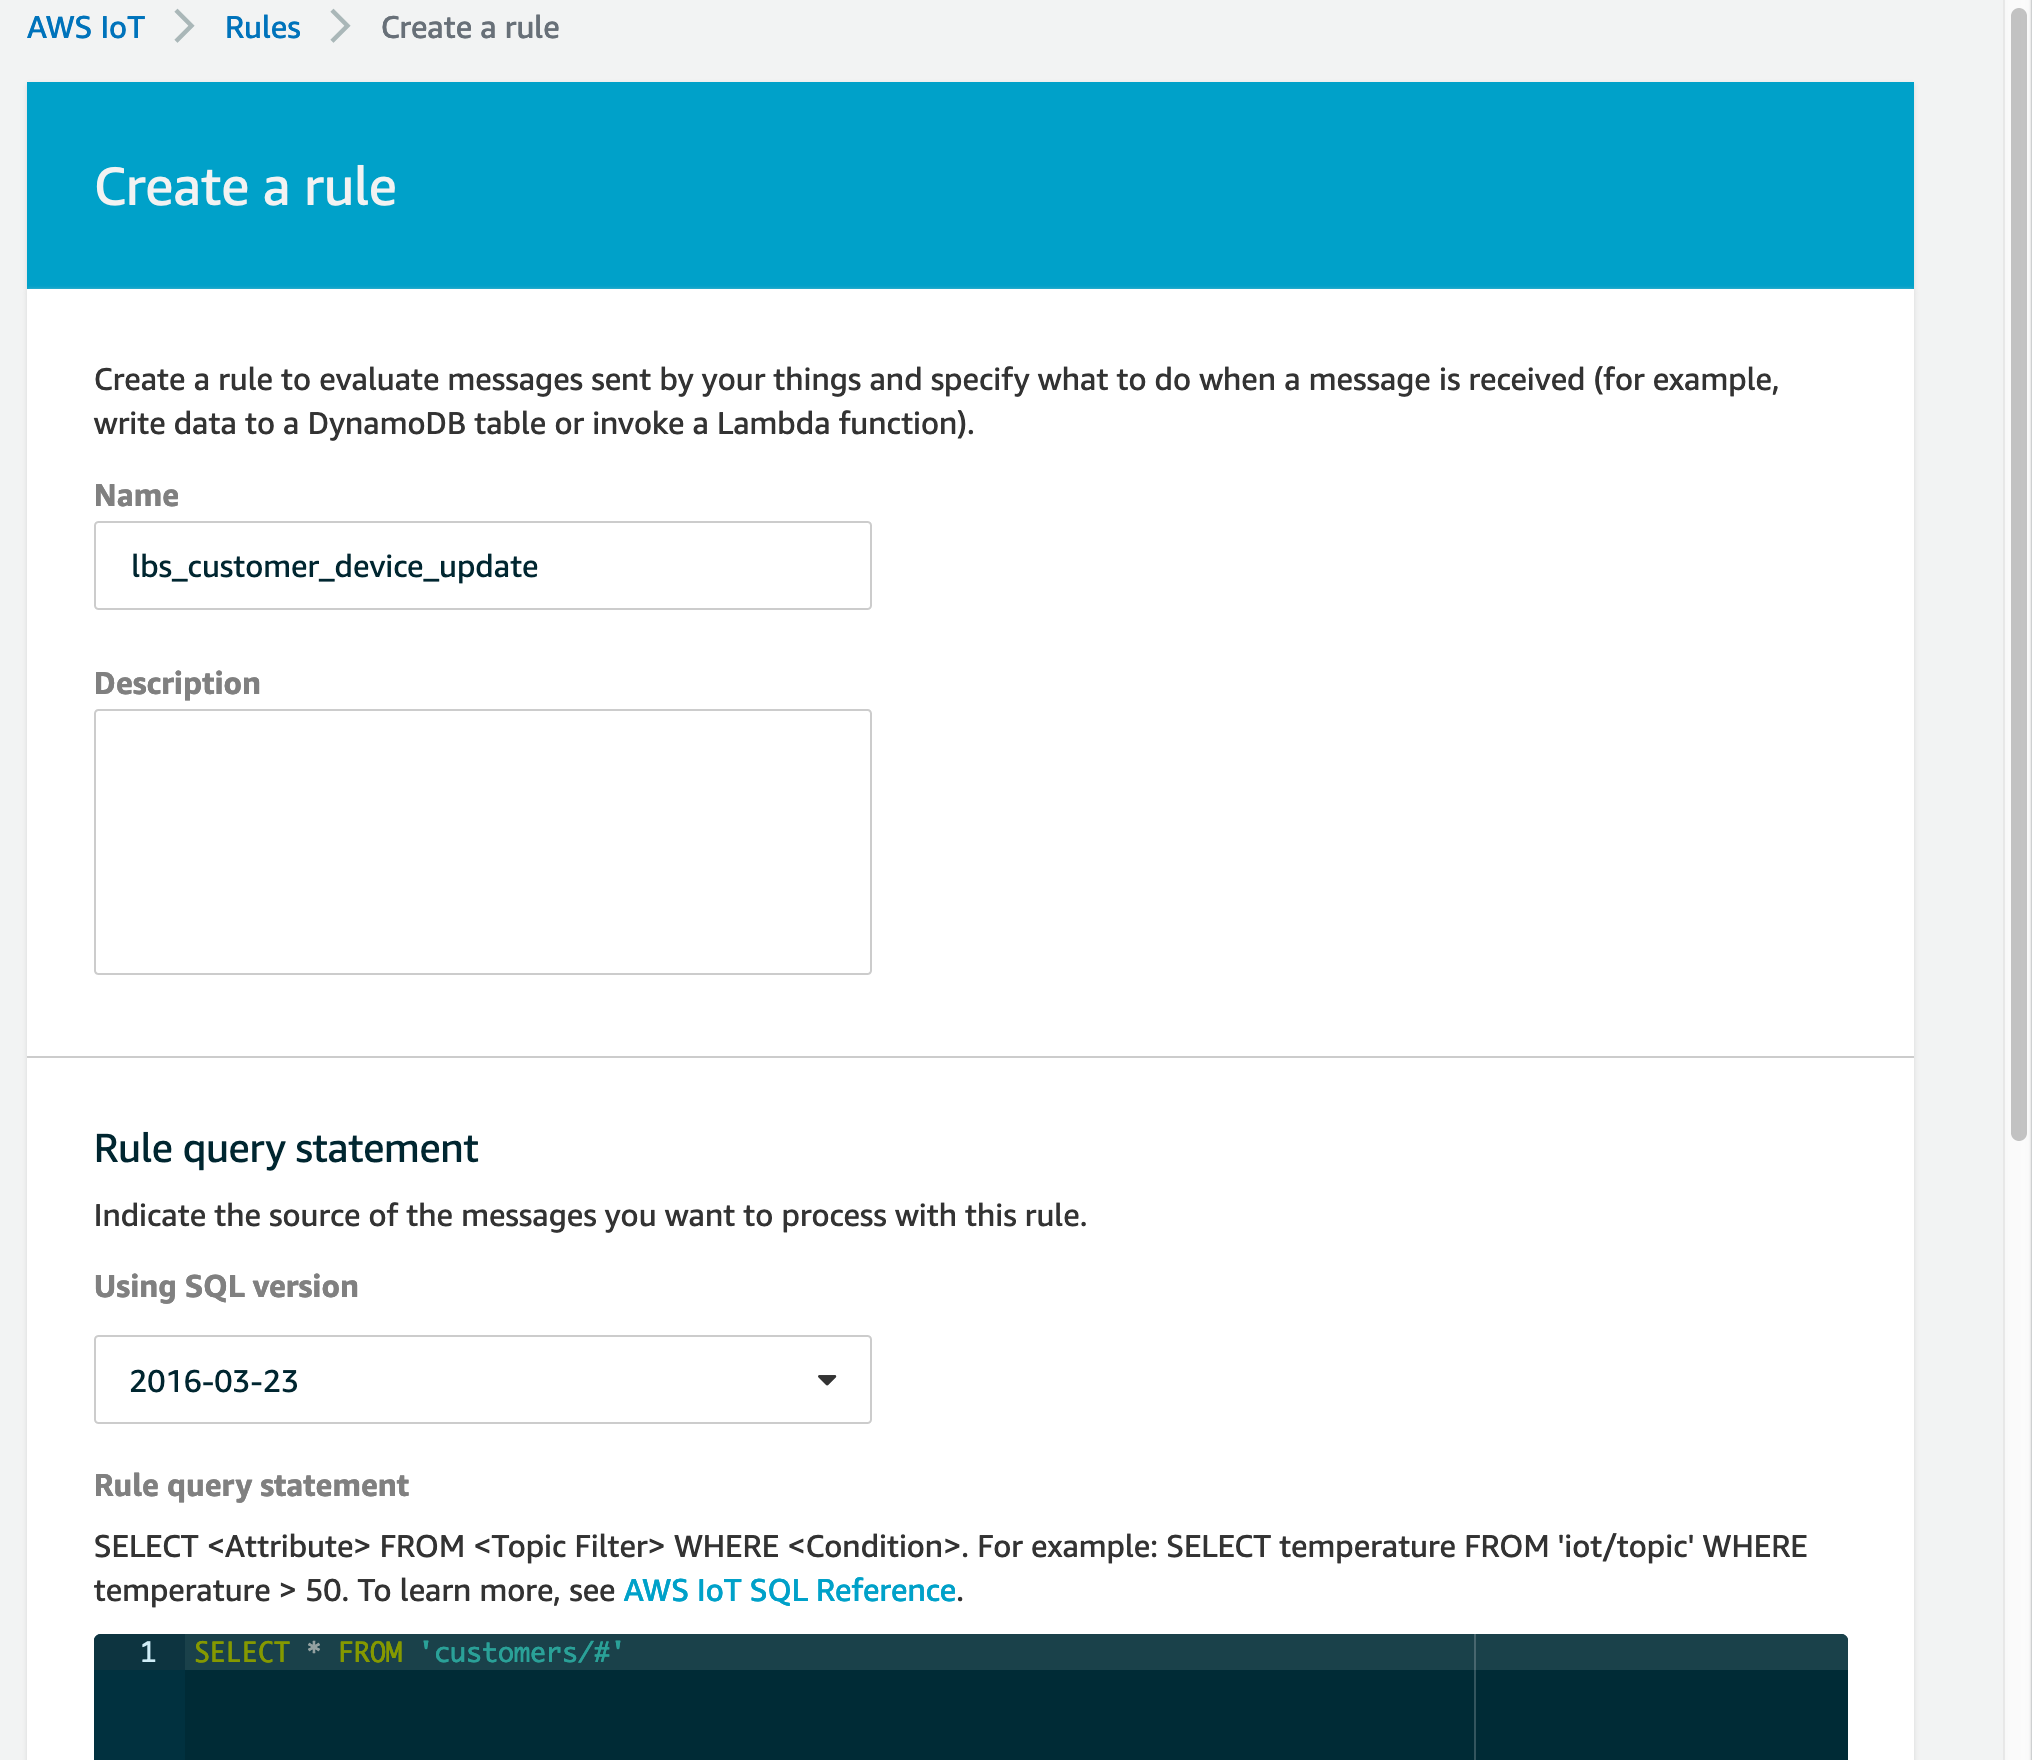 AWS IoT > Rules > Create a rule
Create a rule
Create a rule to evaluate messages sent by your things and specify what to do when a message is received (for example,
write data to a DynamoDB table or invoke a Lambda function).
Name
lbs_customer_device_update
Description
Rule query statement
Indicate the source of the messages you want to process with this rule.
Using SQL version
2016-03-23
Rule query statement
SELECT <Attribute> FROM <Topic Filter> WHERE <Condition>. For example: SELECT temperature FROM 'iot/topic' WHERE
temperature > 50. To learn more, see AWS IoT SQL Reference.
1 SELECT * FROM 'customers/#'